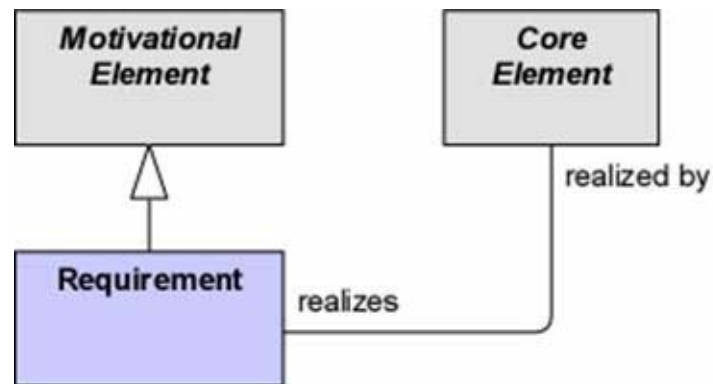 Motivational
Element
Core
Element
realized by
Requirement
realizes